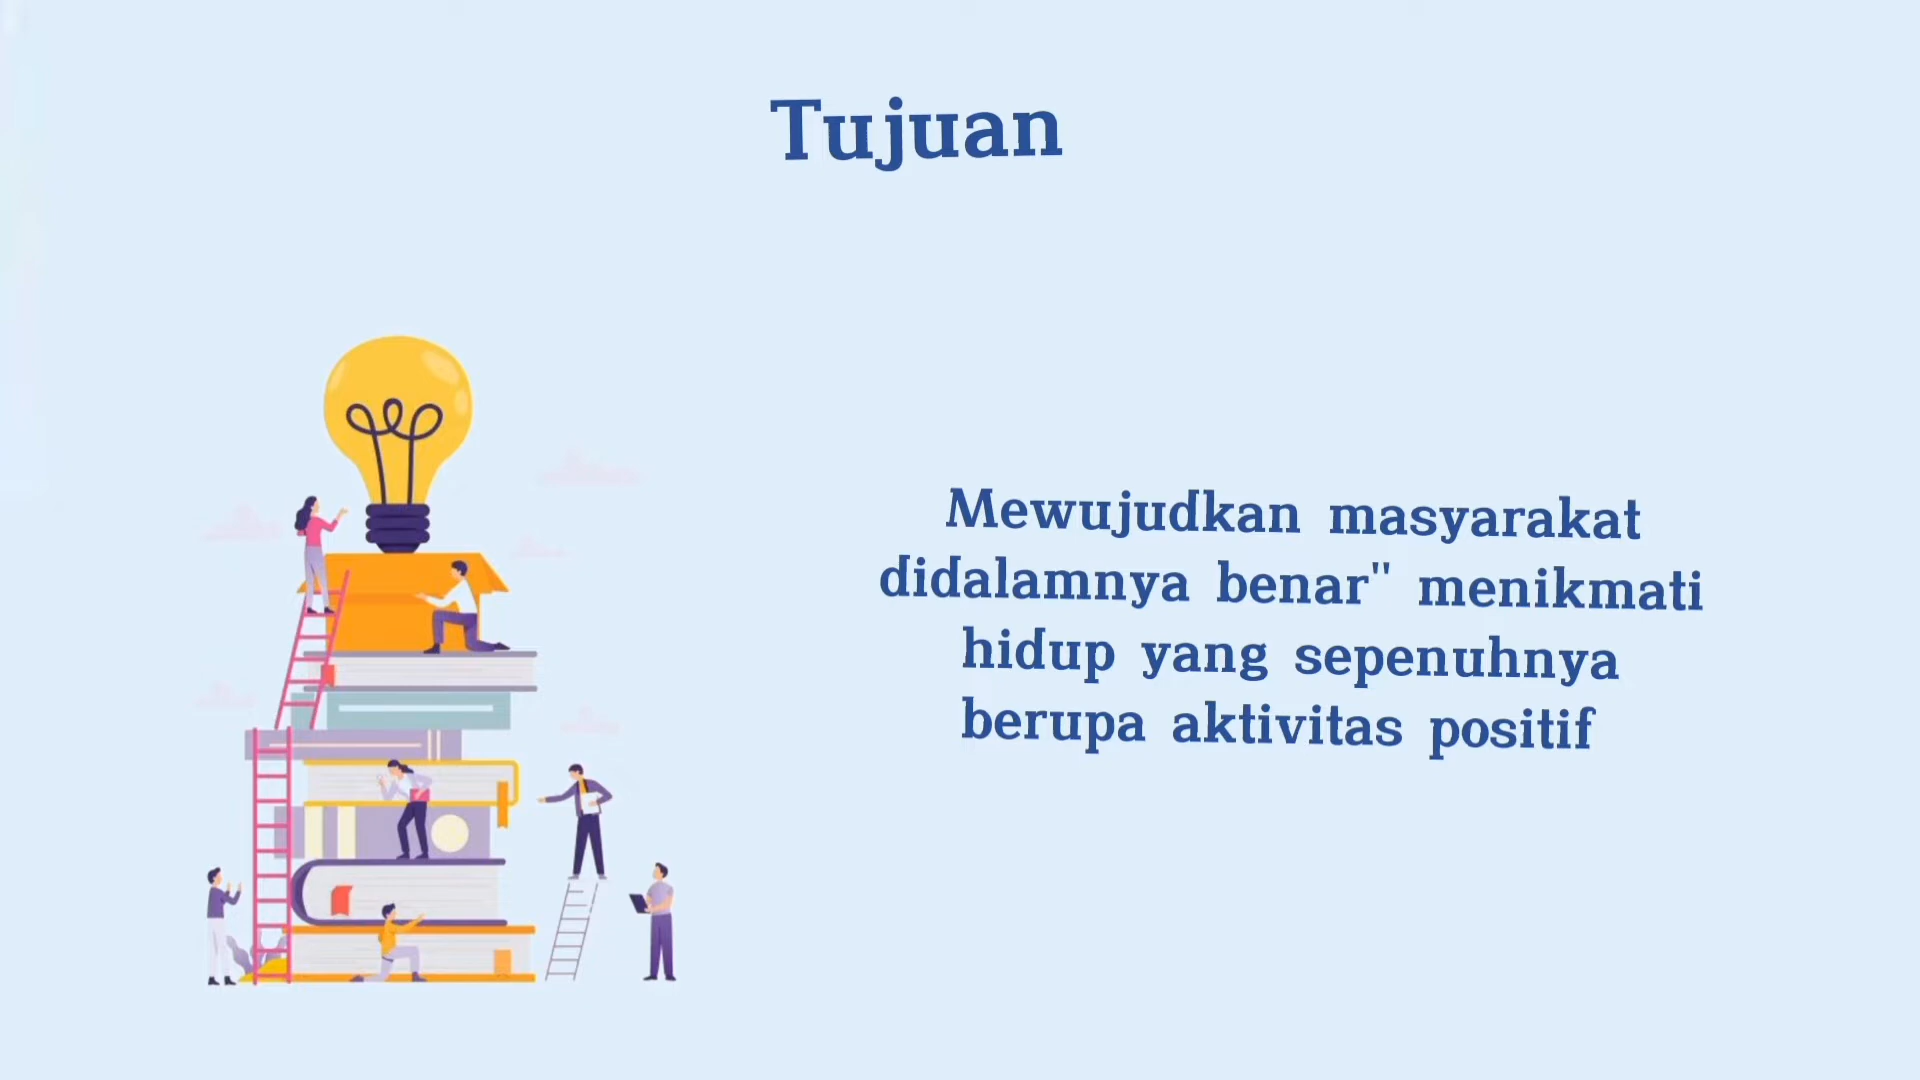 Tujuan
Mewujudkan masyarakat
didalamnya benar" menikmati
hidup yang sepenuhnya
berupa aktivitas positif